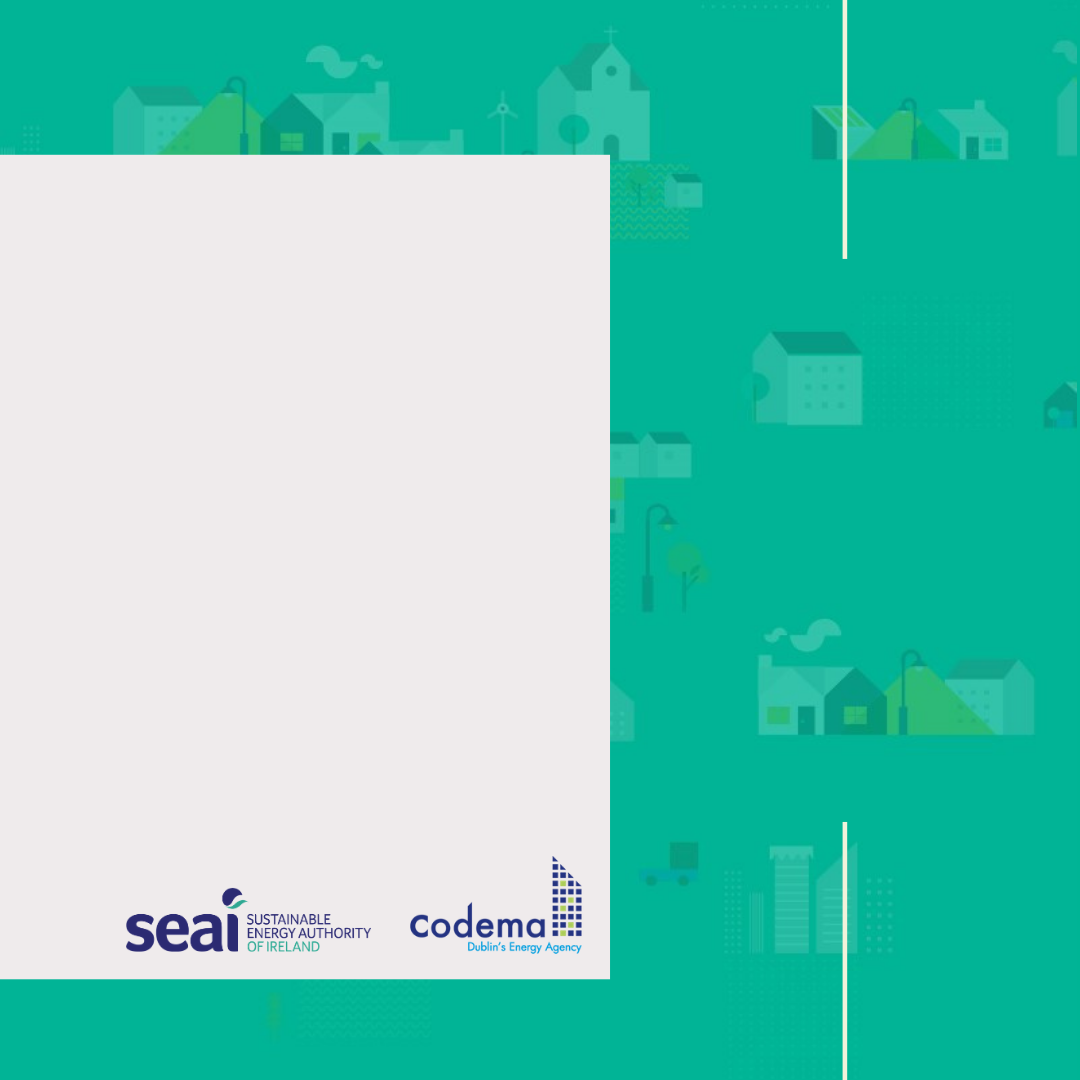 seai
SUSTAINABLE
ENERGY AUTHORITY
OF IRELAND
Codema
Dublin's Energy Agency